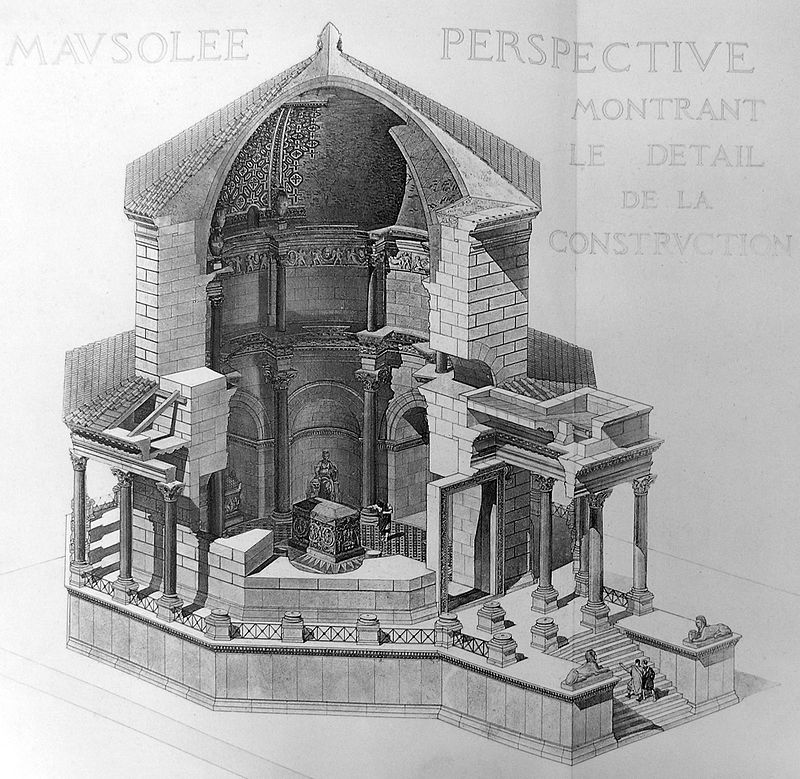 MAVSOLEE PERSPECTIVE
MONTRANT
LE DETAIL
DE LA
CONSTRVCTION